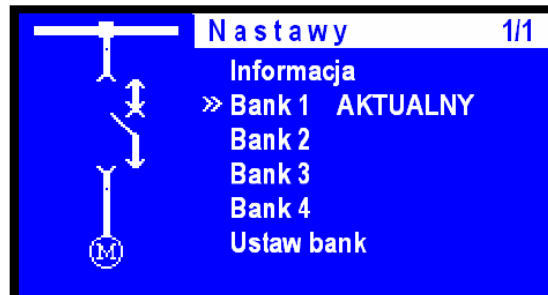 Nastawy 1/1
Informacja
» Bank 1 AKTUALNY
Bank 2
Bank 3
Bank 4
Ustaw bank
M